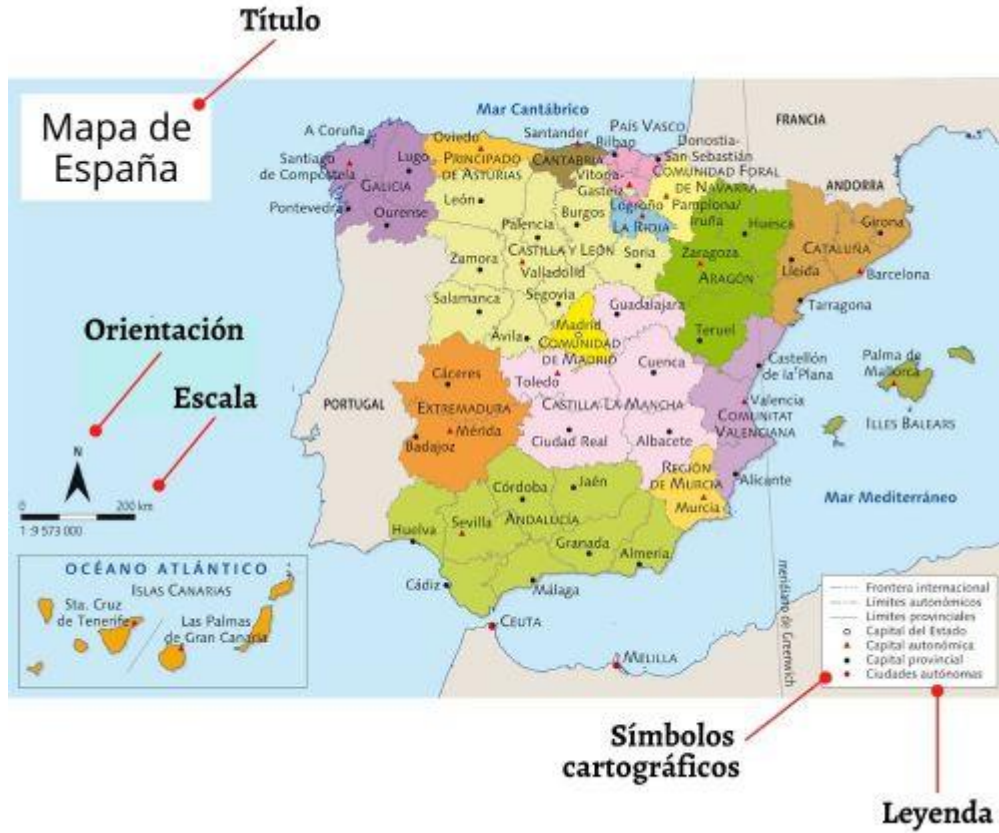 Título
Mapa de
España
Mar Cantábrico
FRANCIA
ANDORRA
PORTUGAL
A Coruña
Santiago
de Compostela
Lugo
GALICIA
Pontevedra
Ourense
Oviedo
PRINCIPADO
DE ASTURIAS
Santander
CANTABRIA
Bilbao
PAÍS VASCO
Donostia-
San Sebastián
Vitoria-
Gasteiz
COMUNIDAD FORAL
DE NAVARRA
Pamplona/
Iruña
Logroño
LA RIOJA
León
Palencia
Burgos
CASTILLA Y LEÓN
Zamora
Valladolid
Soria
Salamanca
Segovia
Ávila
Huesca
Zaragoza
ARAGÓN
Teruel
Girona
CATALUÑA
Lleida
Barcelona
Tarragona
Guadalajara
Madrid
COMUNIDAD
DE MADRID
Cuenca
Toledo
CASTILLA-LA MANCHA
Ciudad Real
Albacete
Castellón
de la Plana
Valencia
COMUNITAT
VALENCIANA
Alicante
Palma de
Mallorca
ILLES BALEARS
Cáceres
EXTREMADURA
Mérida
Badajoz
REGIÓN
DE MURCIA
Murcia
Mar Mediterráneo
Córdoba
Jaén
Huelva
Sevilla
ANDALUCÍA
Granada
Almería
Cádiz
Málaga
CEUTA
MELILLA
meridiano de Greenwich
Orientación
Escala
N
0 200 km
1 :9 573 000
OCÉANO ATLÁNTICO
ISLAS CANARIAS
Sta. Cruz
de Tenerife
Las Palmas
de Gran Canaria
Frontera internacional
Límites autonómicos
Límites provinciales
Capital del Estado
Capital autonómica
Capital provincial
Ciudades autónomas
Símbolos
cartográficos
Leyenda